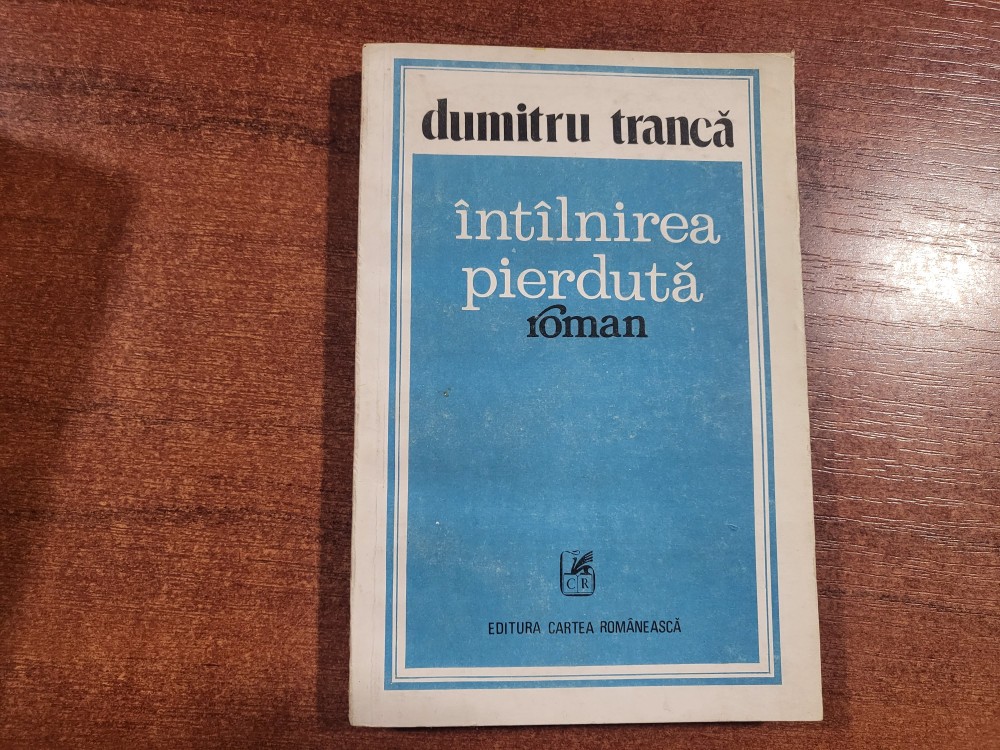 dumitru trancă
întîlnirea
pierdută
roman
CR
EDITURA CARTEA ROMÂNEASCĂ